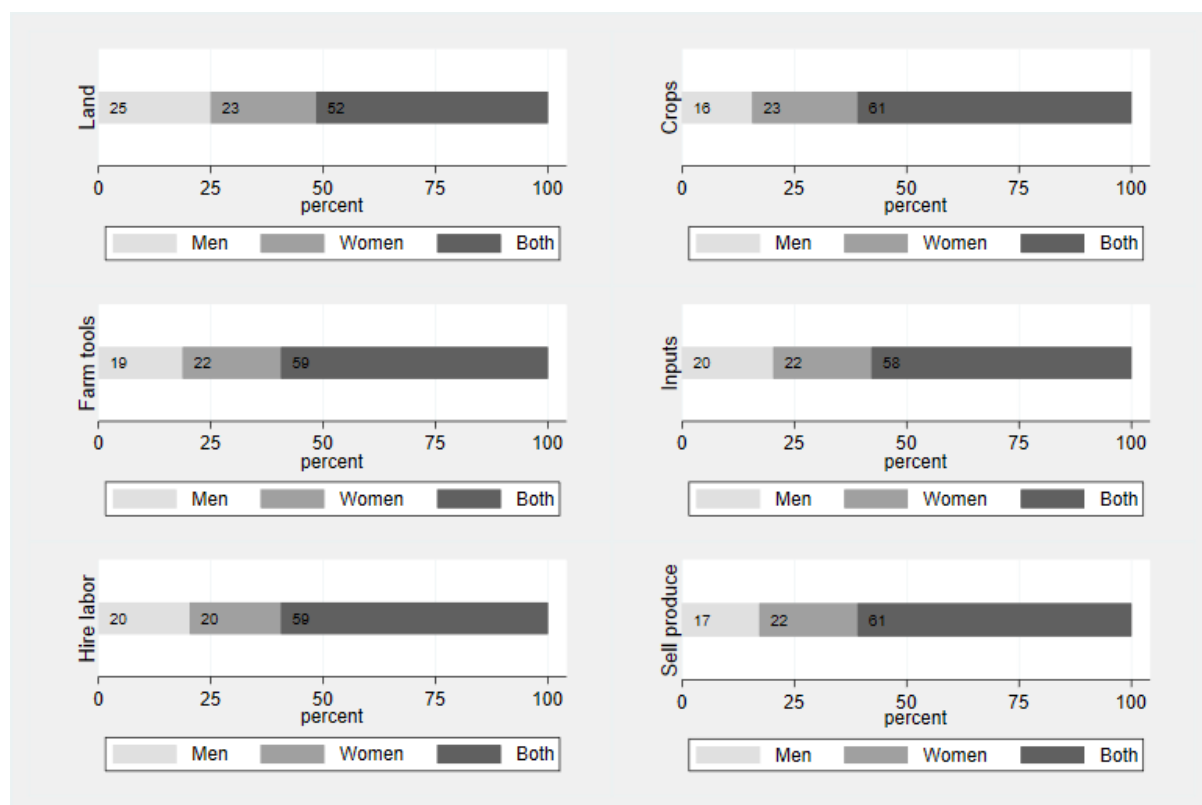 Land
25 23 52
0 25 50 75 100
percent
Men Women Both
Crops
16 23 61
0 25 50 75 100
percent
Men Women Both
Farm tools
19 22 59
0 25 50 75 100
percent
Men Women Both
Inputs
20 22 58
0 25 50 75 100
percent
Men Women Both
Hire labor
20 20 59
0 25 50 75 100
percent
Men Women Both
Sell produce
17 22 61
0 25 50 75 100
percent
Men Women Both